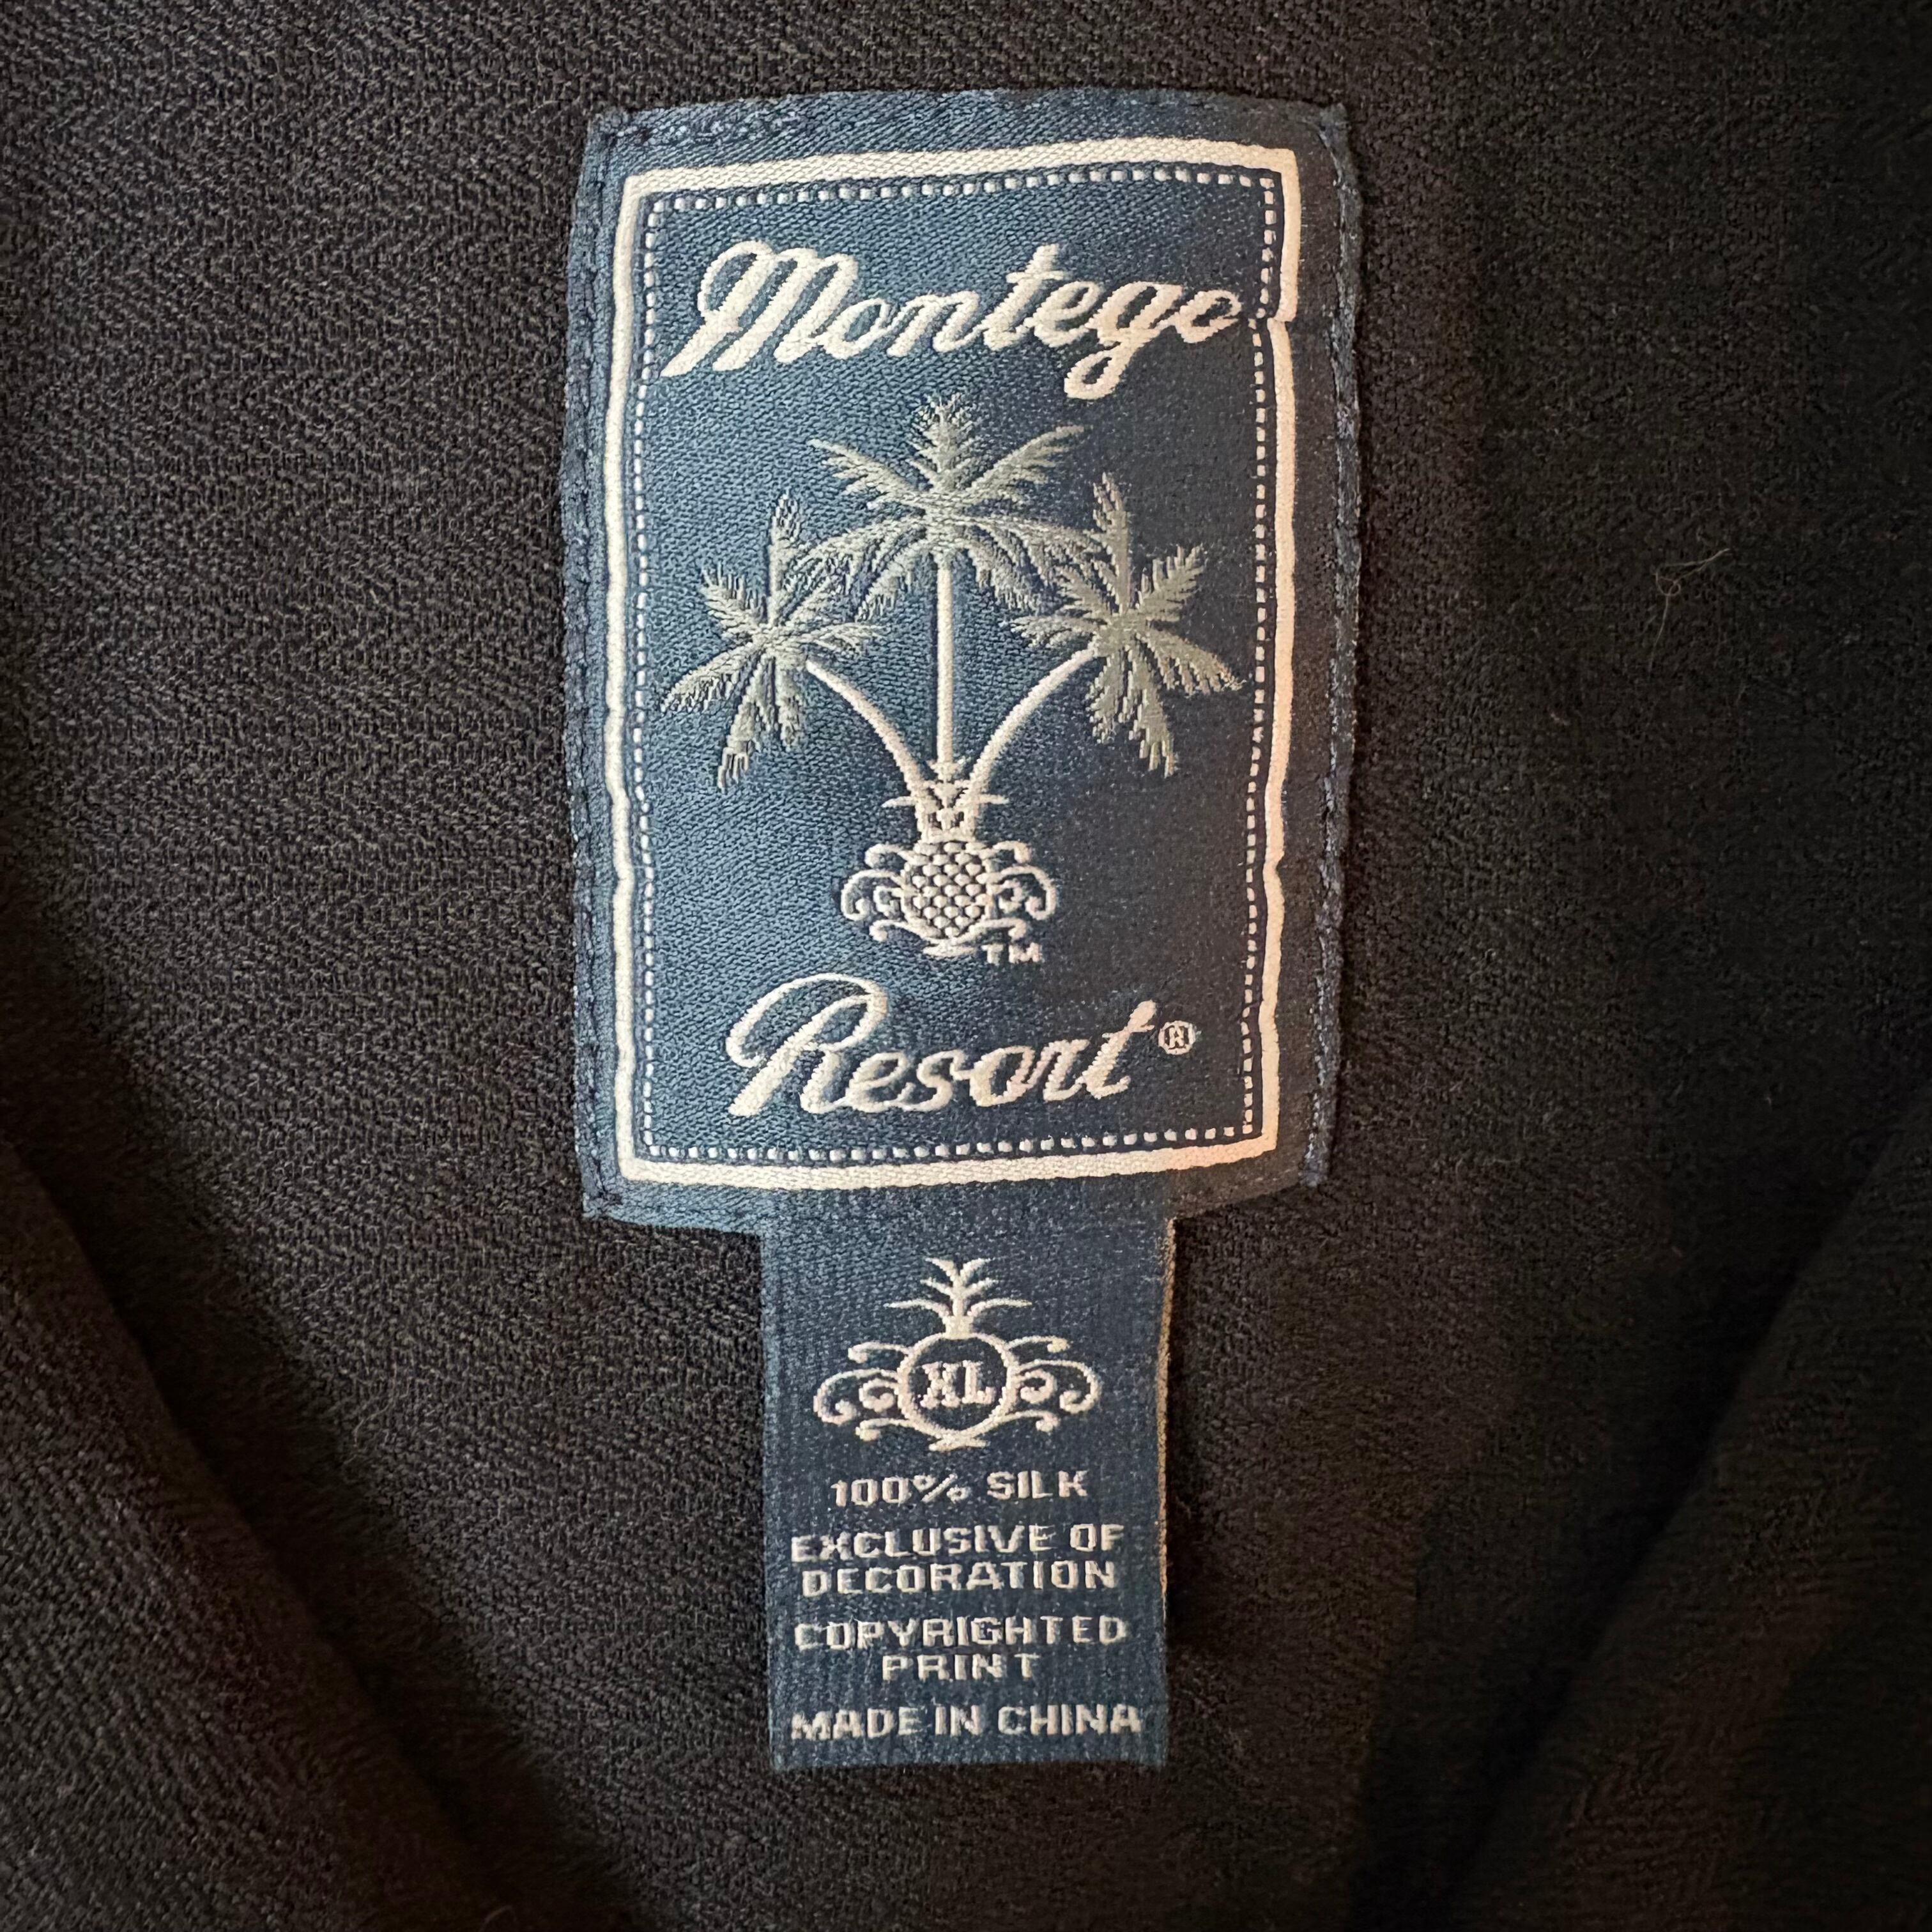 Montego
TM
Resort®
XL
100% SILK
EXCLUSIVE OF
DECORATION
COPYRIGHTED
PRINT
MADE IN CHINA